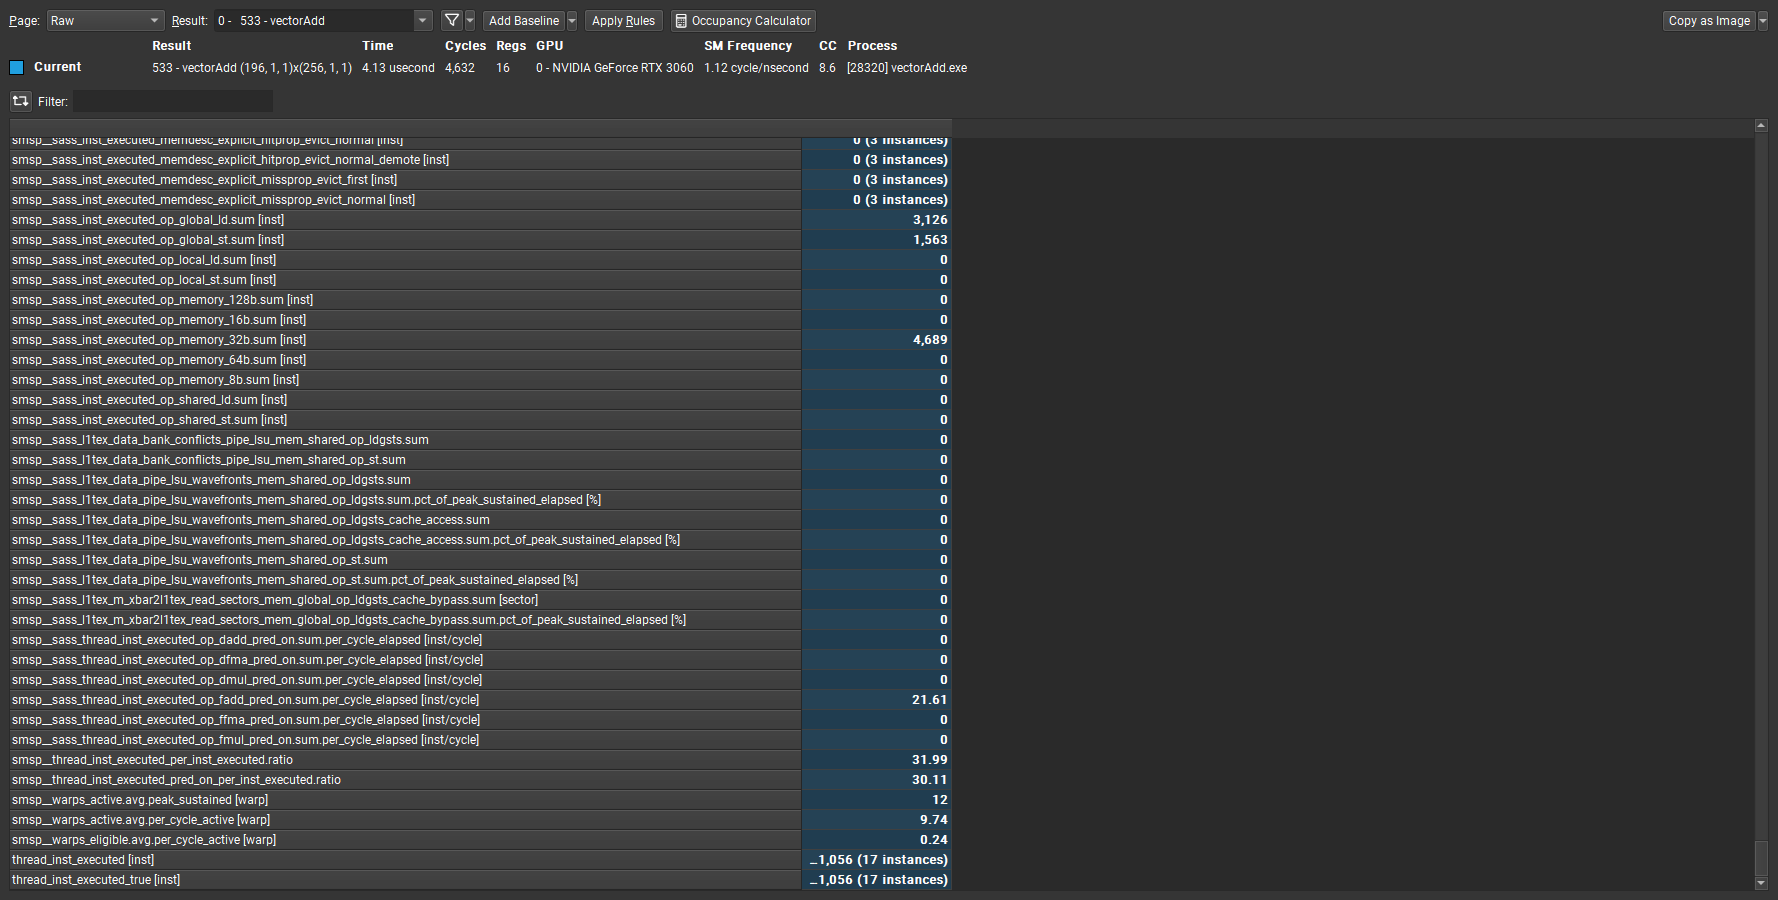 Page: Raw Result: 0 - 533 - vectorAdd Add Baseline Apply Rules Occupancy Calculator Copy as Image
Result Time Cycles Regs GPU SM Frequency CC Process
Current 533 - vectorAdd (196, 1, 1)x(256, 1, 1) 4.13 usecond 4,632 16 0 - NVIDIA GeForce RTX 3060 1.12 cycle/nsecond 8.6 [28320] vectorAdd.exe
Filter:
smsp__sass_inst_executed_memdesc_explicit_hitprop_evict_normal [inst] 0 (3 instances)
smsp__sass_inst_executed_memdesc_explicit_hitprop_evict_normal_demote [inst] 0 (3 instances)
smsp__sass_inst_executed_memdesc_explicit_missprop_evict_first [inst] 0 (3 instances)
smsp__sass_inst_executed_memdesc_explicit_missprop_evict_normal [inst] 0 (3 instances)
smsp__sass_inst_executed_op_global_ld.sum [inst] 3,126
smsp__sass_inst_executed_op_global_st.sum [inst] 1,563
smsp__sass_inst_executed_op_local_ld.sum [inst] 0
smsp__sass_inst_executed_op_local_st.sum [inst] 0
smsp__sass_inst_executed_op_memory_128b.sum [inst] 0
smsp__sass_inst_executed_op_memory_16b.sum [inst] 0
smsp__sass_inst_executed_op_memory_32b.sum [inst] 4,689
smsp__sass_inst_executed_op_memory_64b.sum [inst] 0
smsp__sass_inst_executed_op_memory_8b.sum [inst] 0
smsp__sass_inst_executed_op_shared_ld.sum [inst] 0
smsp__sass_inst_executed_op_shared_st.sum [inst] 0
smsp__sass_l1tex_data_bank_conflicts_pipe_lsu_mem_shared_op_ldgsts.sum 0
smsp__sass_l1tex_data_bank_conflicts_pipe_lsu_mem_shared_op_st.sum 0
smsp__sass_l1tex_data_pipe_lsu_wavefronts_mem_shared_op_ldgsts.sum 0
smsp__sass_l1tex_data_pipe_lsu_wavefronts_mem_shared_op_ldgsts.sum.pct_of_peak_sustained_elapsed [%] 0
smsp__sass_l1tex_data_pipe_lsu_wavefronts_mem_shared_op_ldgsts_cache_access.sum 0
smsp__sass_l1tex_data_pipe_lsu_wavefronts_mem_shared_op_ldgsts_cache_access.sum.pct_of_peak_sustained_elapsed [%] 0
smsp__sass_l1tex_data_pipe_lsu_wavefronts_mem_shared_op_st.sum 0
smsp__sass_l1tex_data_pipe_lsu_wavefronts_mem_shared_op_st.sum.pct_of_peak_sustained_elapsed [%] 0
smsp__sass_l1tex_m_xbar2l1tex_read_sectors_mem_global_op_ldgsts_cache_bypass.sum [sector] 0
smsp__sass_l1tex_m_xbar2l1tex_read_sectors_mem_global_op_ldgsts_cache_bypass.sum.pct_of_peak_sustained_elapsed [%] 0
smsp__sass_thread_inst_executed_op_dadd_pred_on.sum.per_cycle_elapsed [inst/cycle] 0
smsp__sass_thread_inst_executed_op_dfma_pred_on.sum.per_cycle_elapsed [inst/cycle] 0
smsp__sass_thread_inst_executed_op_dmul_pred_on.sum.per_cycle_elapsed [inst/cycle] 0
smsp__sass_thread_inst_executed_op_fadd_pred_on.sum.per_cycle_elapsed [inst/cycle] 21.61
smsp__sass_thread_inst_executed_op_ffma_pred_on.sum.per_cycle_elapsed [inst/cycle] 0
smsp__sass_thread_inst_executed_op_fmul_pred_on.sum.per_cycle_elapsed [inst/cycle] 0
smsp__thread_inst_executed_per_inst_executed.ratio 31.99
smsp__thread_inst_executed_pred_on_per_inst_executed.ratio 30.11
smsp__warps_active.avg.peak_sustained [warp] 12
smsp__warps_active.avg.per_cycle_active [warp] 9.74
smsp__warps_eligible.avg.per_cycle_active [warp] 0.24
thread_inst_executed [inst] …1,056 (17 instances)
thread_inst_executed_true [inst] …1,056 (17 instances)